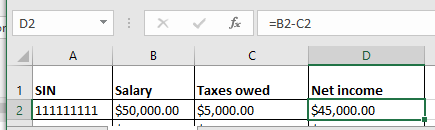 D2 fx =B2-C2
A B C D
1 SIN Salary Taxes owed Net income
2 111111111 $50,000.00 $5,000.00 $45,000.00